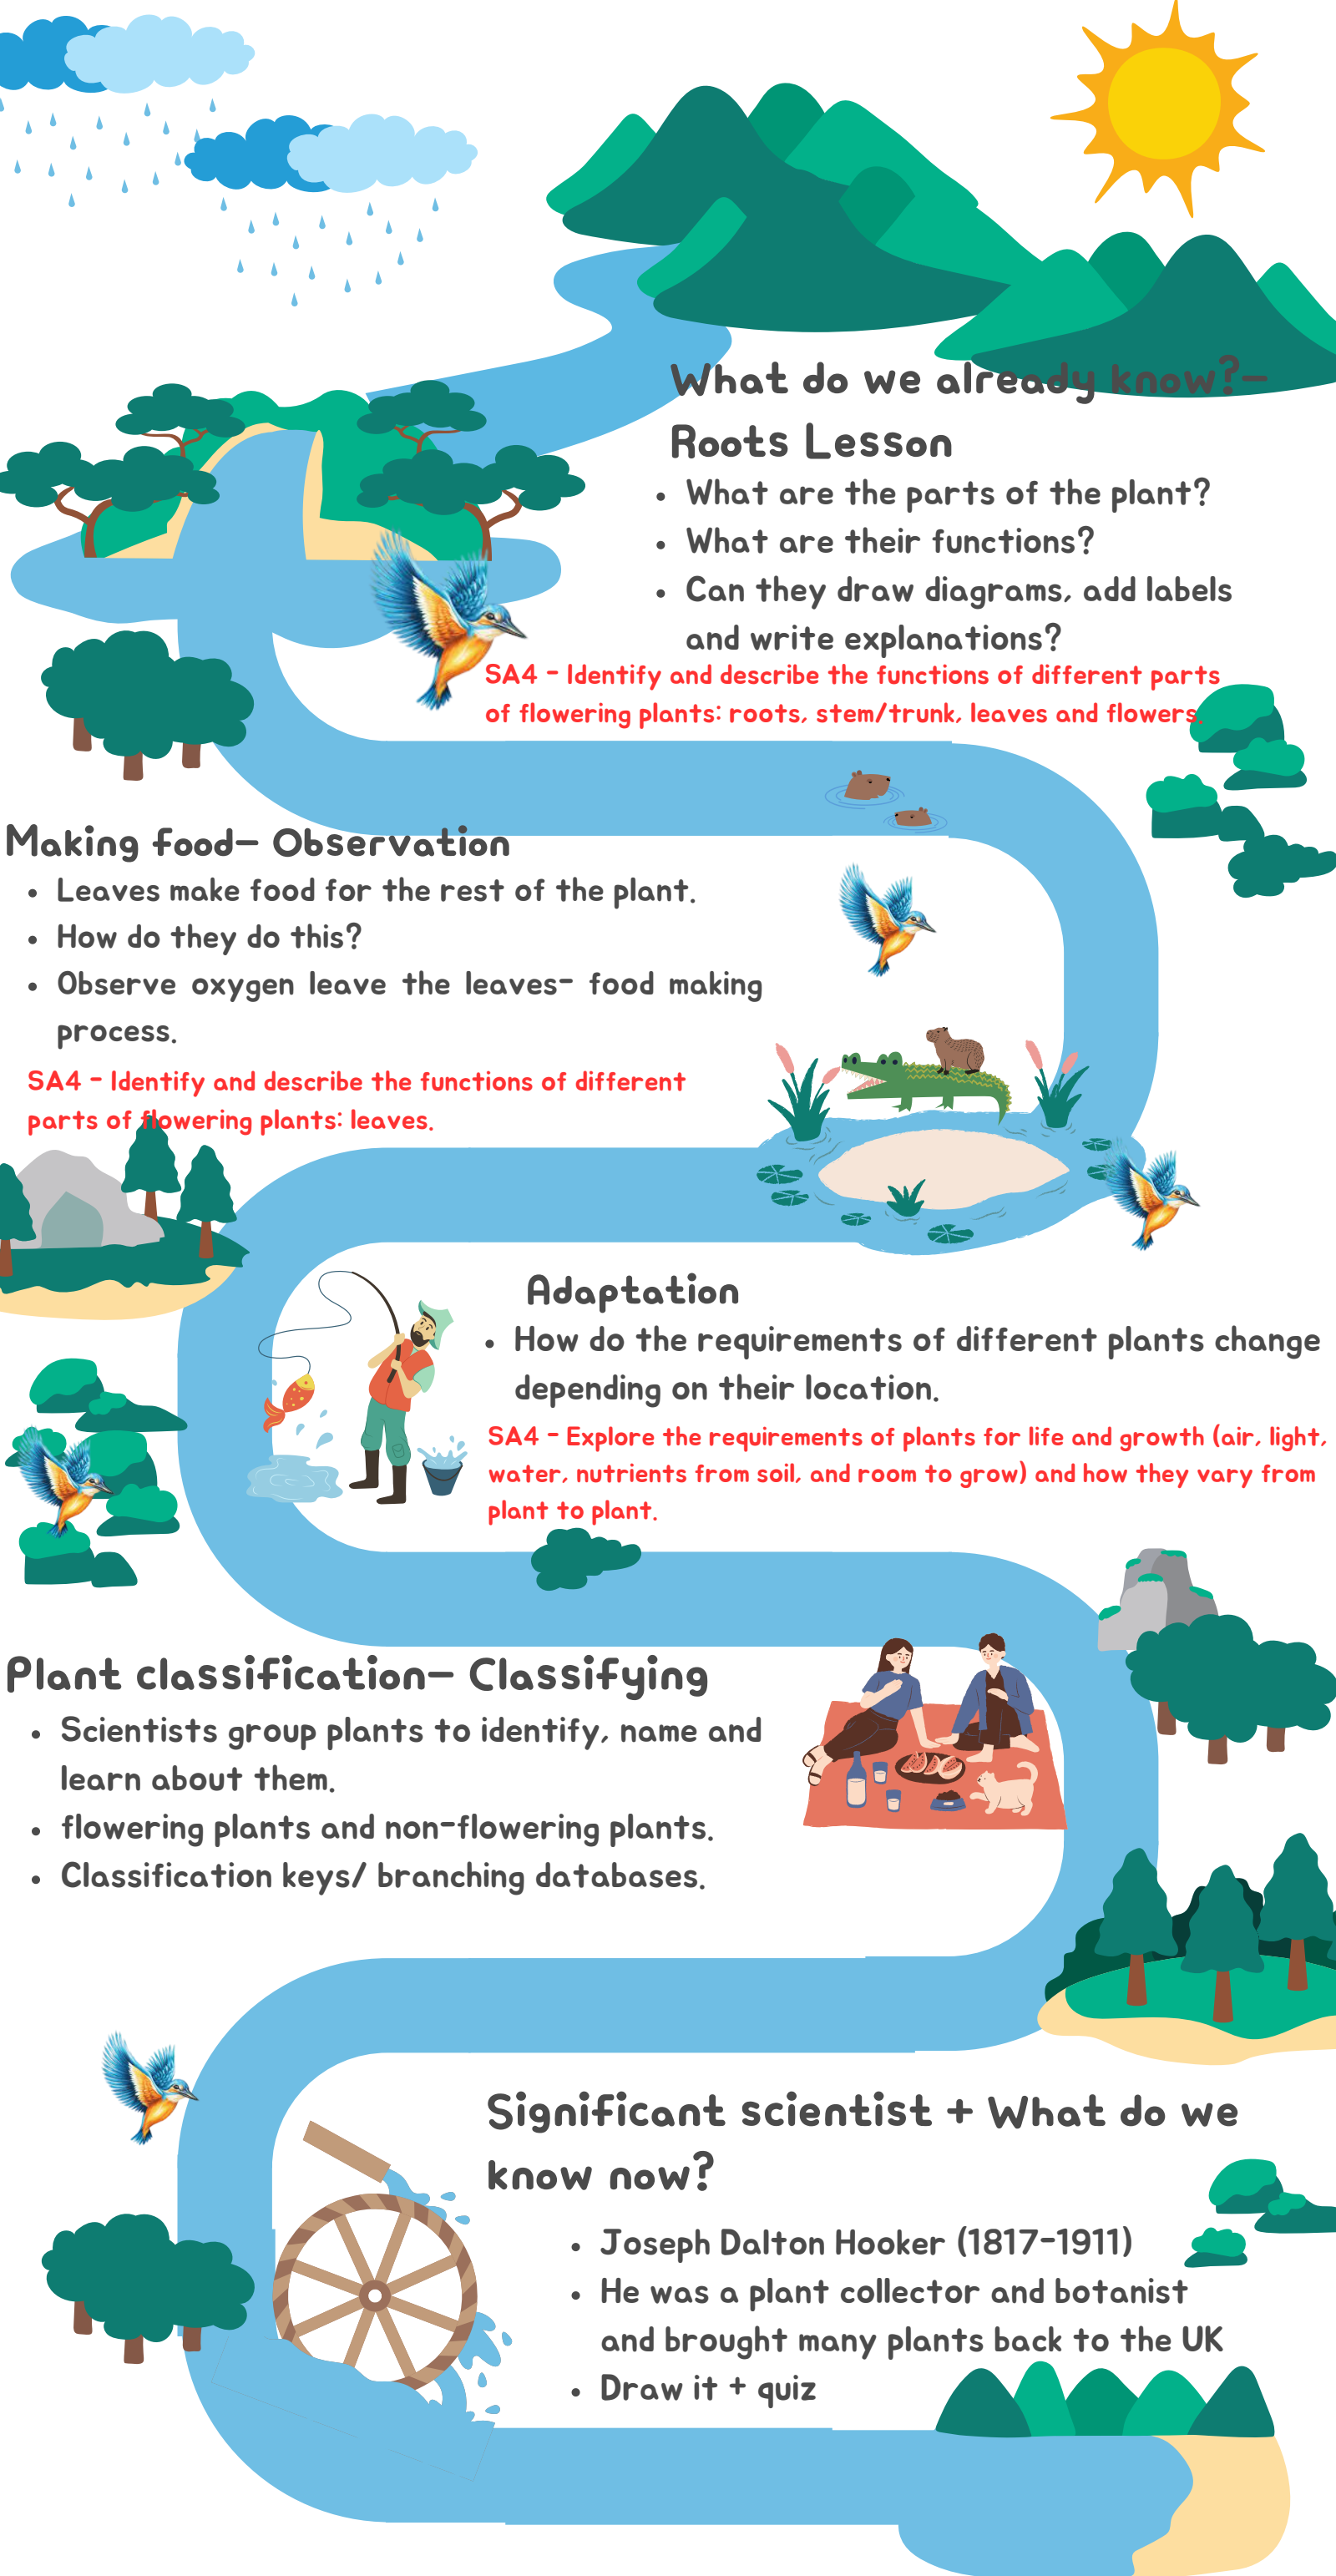 What do we already know?-
Roots Lesson
• What are the parts of the plant?
• What are their functions?
• Can they draw diagrams, add labels
and write explanations?
SA4 - Identify and describe the functions of different parts
of flowering plants: roots, stem/trunk, leaves and flowers.
Making food- Observation
• Leaves make food for the rest of the plant.
• How do they do this?
• Observe oxygen leave the leaves- food making
process.
SA4 - Identify and describe the functions of different
parts of flowering plants: leaves.
Adaptation
• How do the requirements of different plants change
depending on their location.
SA4 - Explore the requirements of plants for life and growth (air, light,
water, nutrients from soil, and room to grow) and how they vary from
plant to plant.
Plant classification- Classifying
• Scientists group plants to identify, name and
learn about them.
• flowering plants and non-flowering plants.
• Classification keys/ branching databases.
Significant scientist + What do we
know now?
• Joseph Dalton Hooker (1817-1911)
• He was a plant collector and botanist
and brought many plants back to the UK
• Draw it + quiz